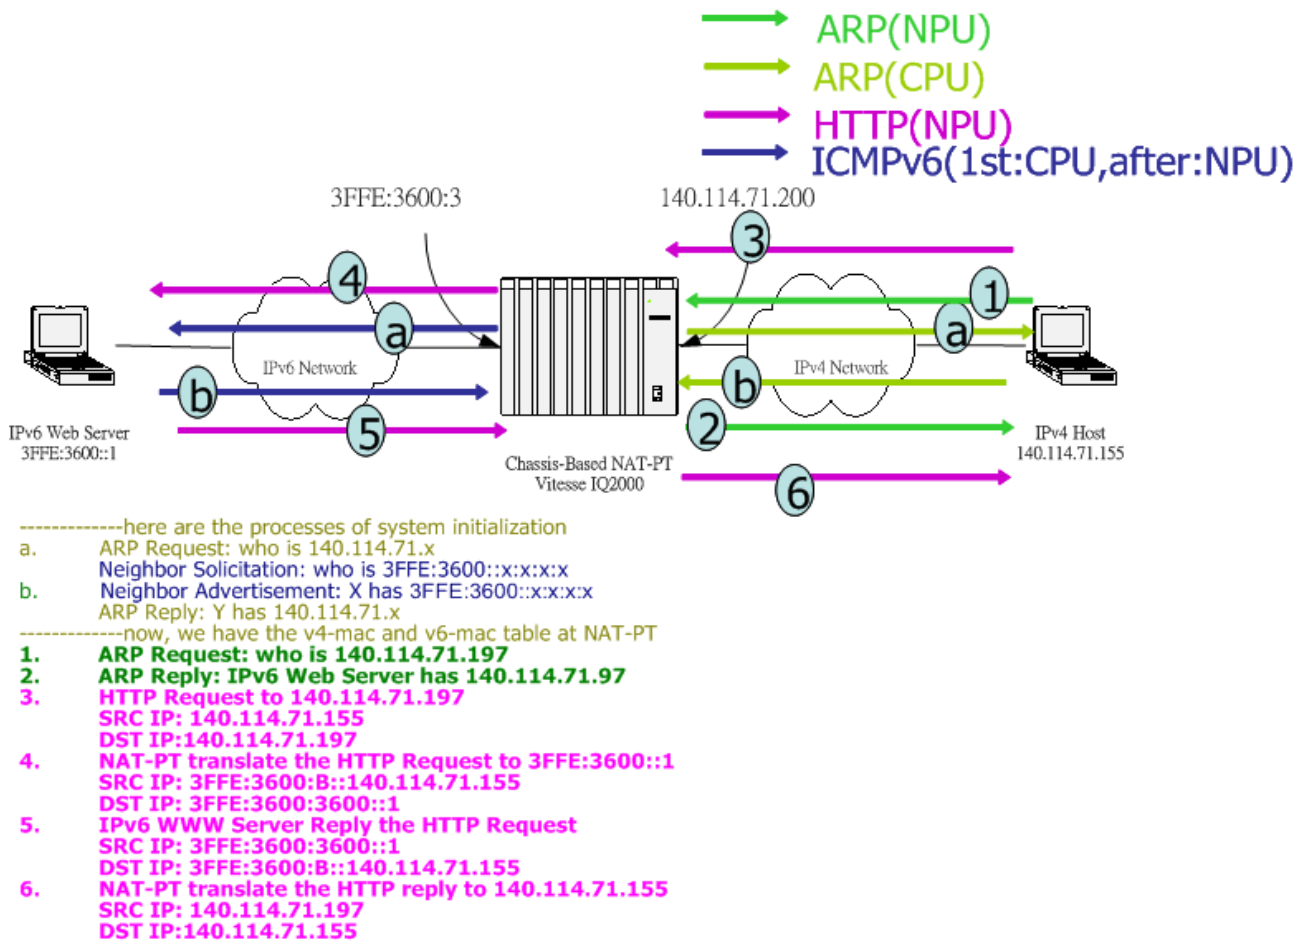 ARP(NPU)
ARP(CPU)
HTTP(NPU)
ICMPv6(1st:CPU,after:NPU)
3FFE:3600:3
140.114.71.200
3
4
1
a
a
IPv6 Network
IPv4 Network
b
b
2
5
6
IPv6 Web Server
3FFE:3600::1
Chassis-Based NAT-PT
Vitesse IQ2000
IPv4 Host
140.114.71.155
-------------here are the processes of system initialization
a. ARP Request: who is 140.114.71.x
Neighbor Solicitation: who is 3FFE:3600::x:x:x:x
b. Neighbor Advertisement: X has 3FFE:3600::x:x:x:x
ARP Reply: Y has 140.114.71.x
-------------now, we have the v4-mac and v6-mac table at NAT-PT
1. ARP Request: who is 140.114.71.197
2. ARP Reply: IPv6 Web Server has 140.114.71.97
3. HTTP Request to 140.114.71.197
SRC IP: 140.114.71.155
DST IP:140.114.71.197
4. NAT-PT translate the HTTP Request to 3FFE:3600::1
SRC IP: 3FFE:3600:B::140.114.71.155
DST IP: 3FFE:3600:3600::1
5. IPv6 WWW Server Reply the HTTP Request
SRC IP: 3FFE:3600:3600::1
DST IP: 3FFE:3600:B::140.114.71.155
6. NAT-PT translate the HTTP reply to 140.114.71.155
SRC IP: 140.114.71.197
DST IP:140.114.71.155